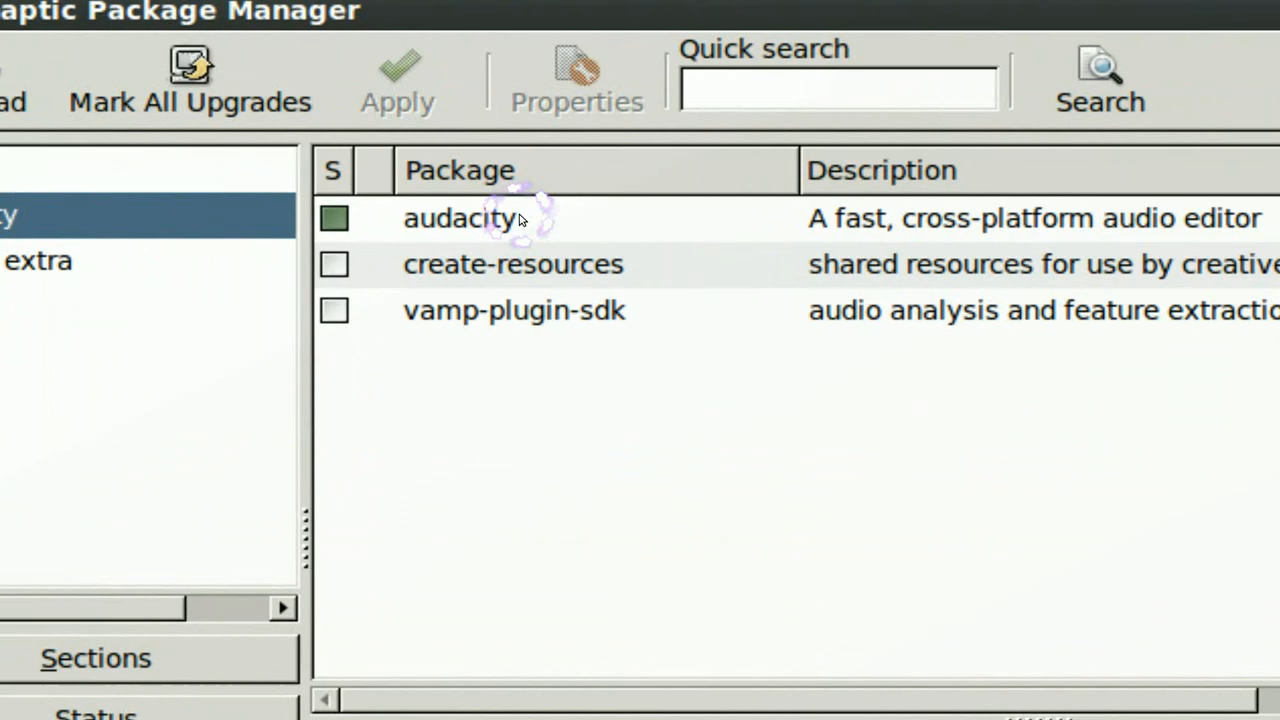 aptic Package Manager
ad
Mark All Upgrades
Apply
Properties
Quick search
Search
ty
extra
S
Package
Description
audacity
A fast, cross-platform audio editor
create-resources
shared resources for use by creative
vamp-plugin-sdk
audio analysis and feature extractio
Sections
Status